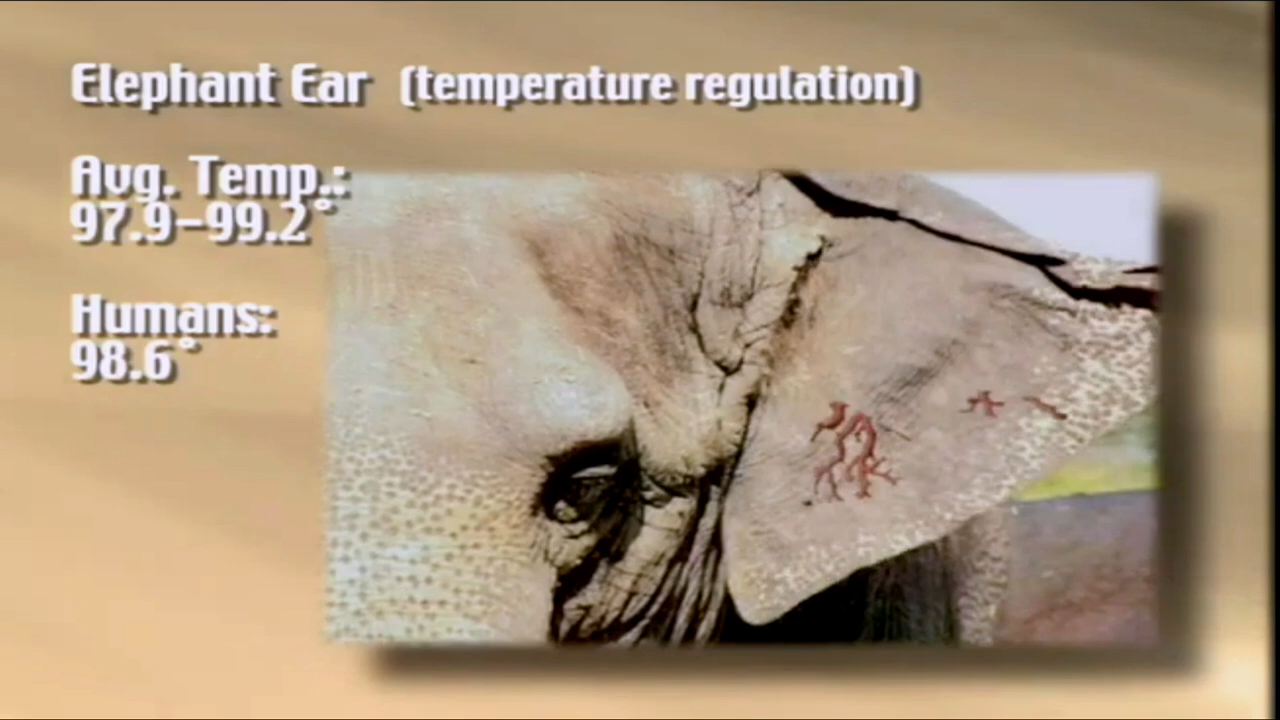 Elephant Ear (temperature regulation)
Avg. Temp.:
97.9-99.2°
Humans:
98.6°